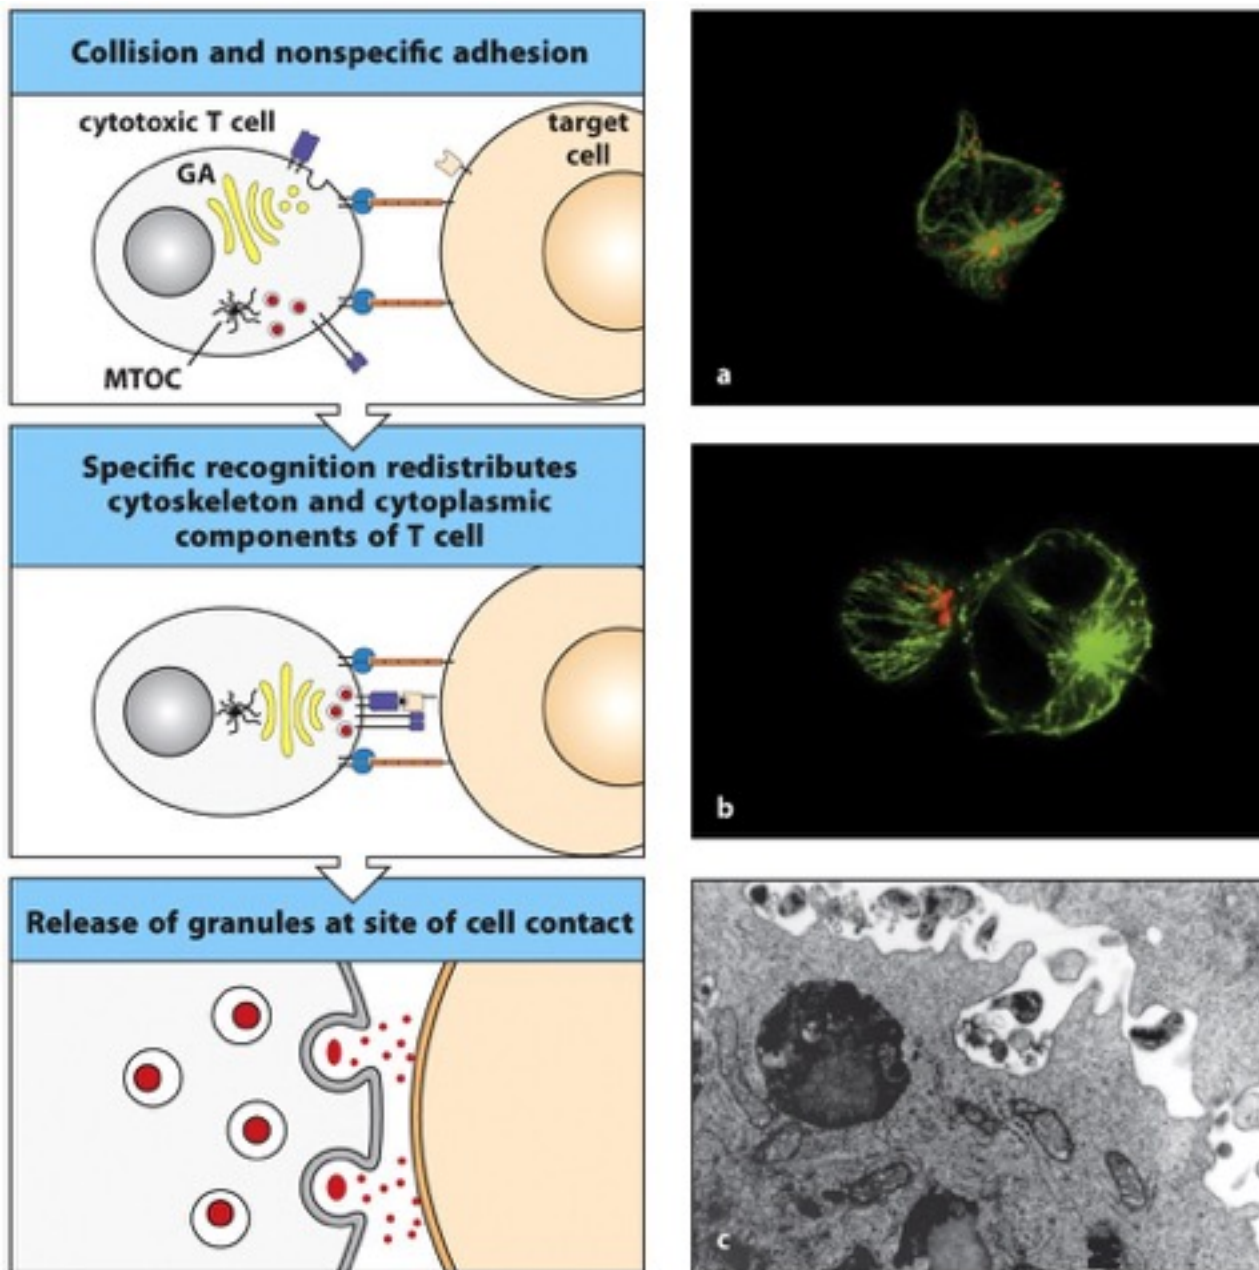 Collision and nonspecific adhesion
cytotoxic T cell
target
cell
GA
MTOC
a
Specific recognition redistributes
cytoskeleton and cytoplasmic
components of T cell
b
Release of granules at site of cell contact
c